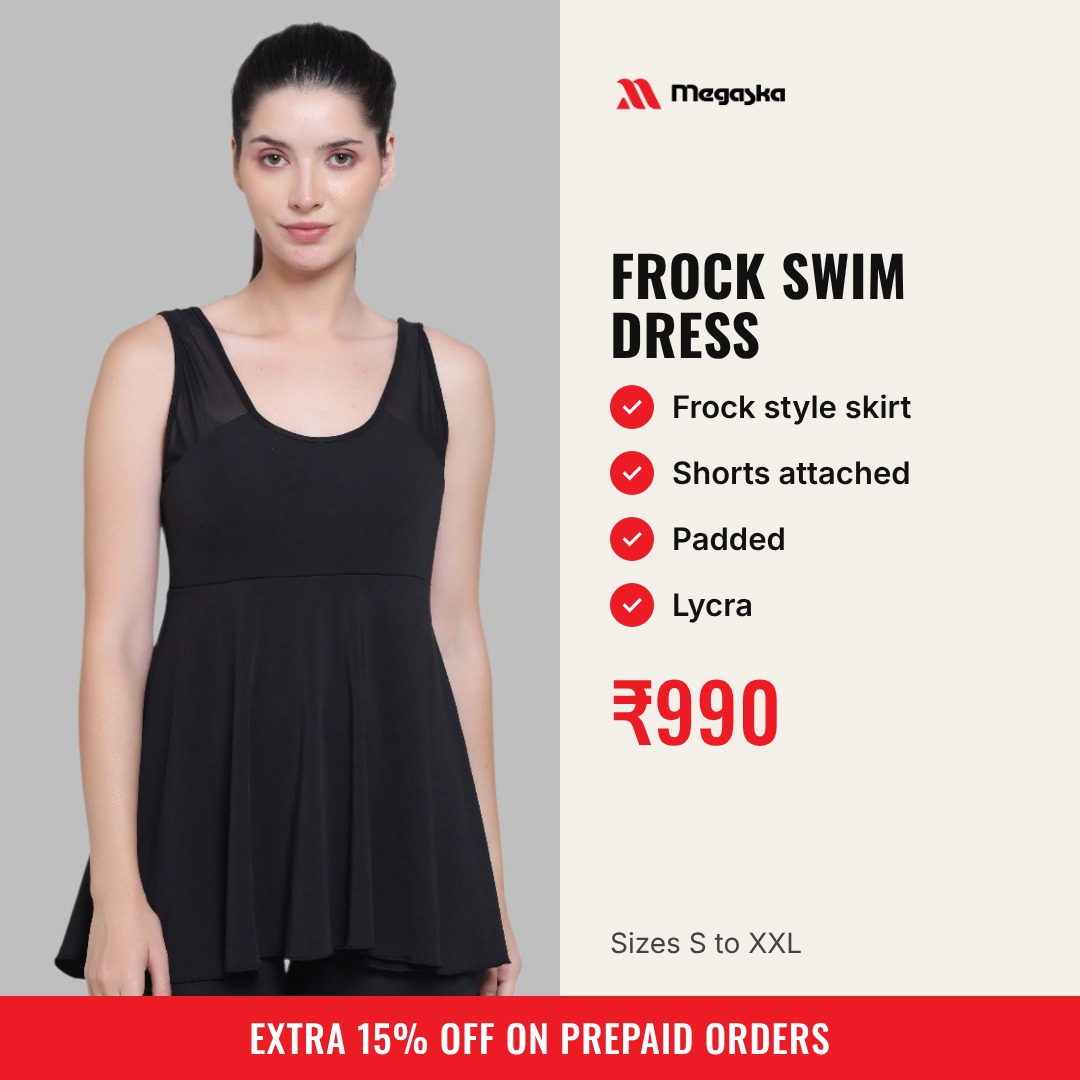 Megaska
FROCK SWIM
DRESS
Frock style skirt
Shorts attached
Padded
Lycra
₹990
Sizes S to XXL
EXTRA 15% OFF ON PREPAID ORDERS